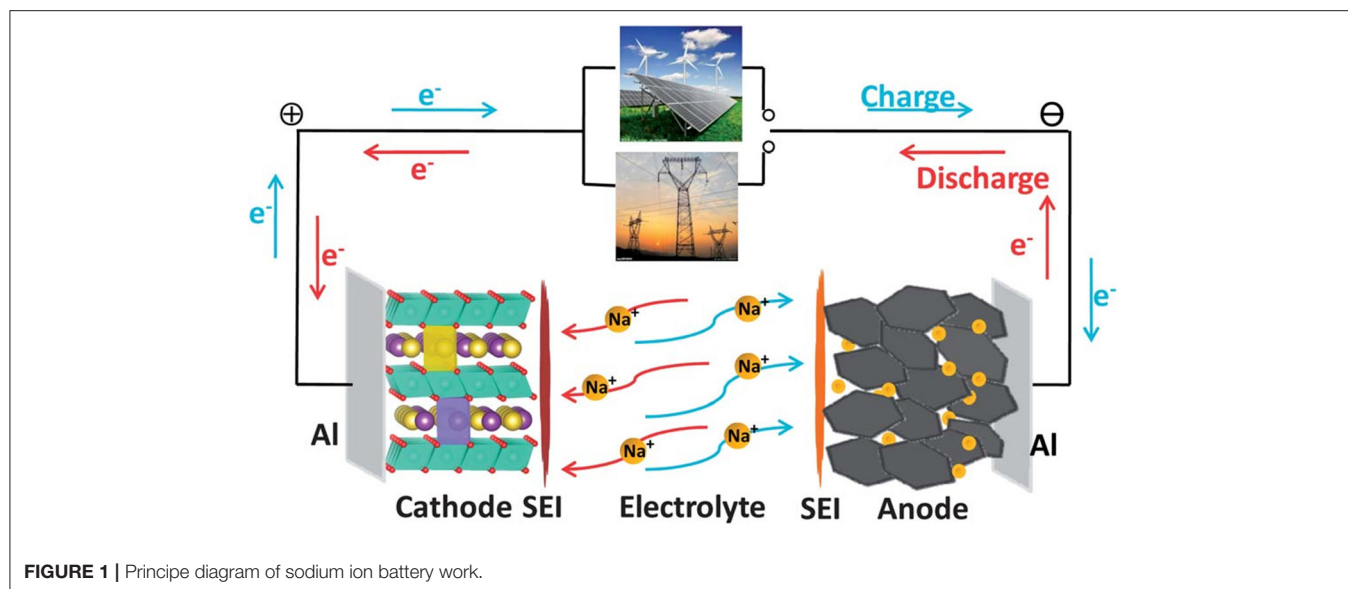 e⁻
Charge
⊕
⊖
e⁻
Discharge
e⁻
e⁻
e⁻
e⁻
Na⁺
Na⁺
Na⁺
Na⁺
Na⁺
Na⁺
Al
Al
Cathode SEI
Electrolyte
SEI
Anode
FIGURE 1 | Principe diagram of sodium ion battery work.